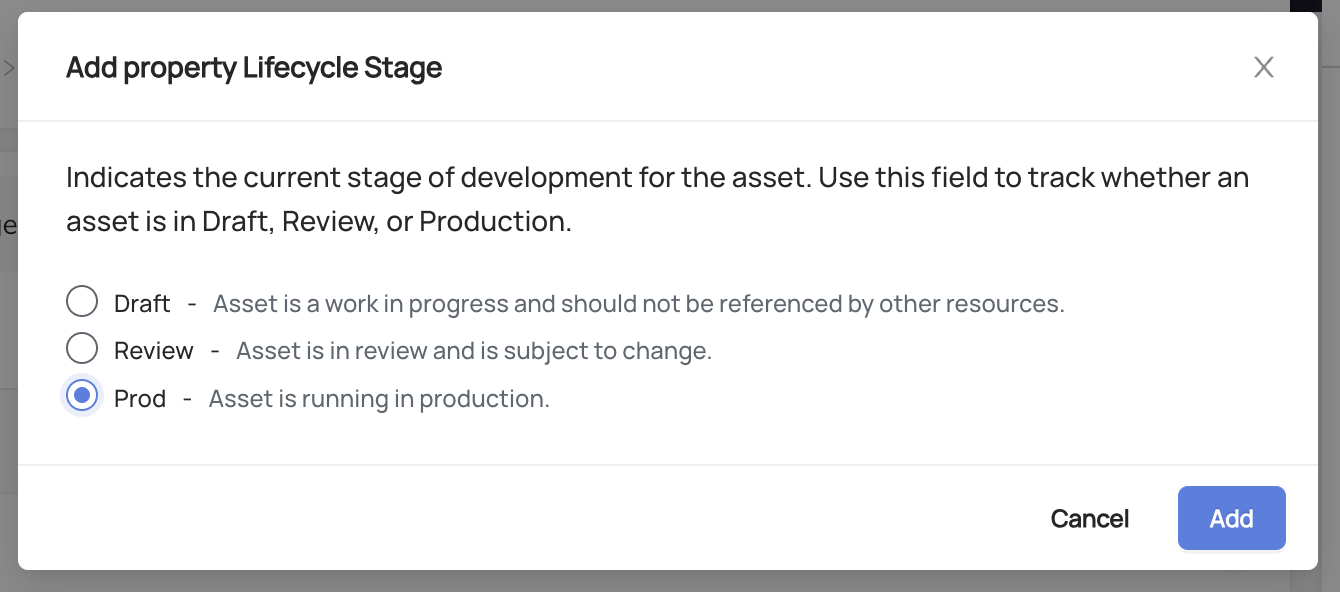 Add property Lifecycle Stage
X
Indicates the current stage of development for the asset. Use this field to track whether an
asset is in Draft, Review, or Production.
Draft - Asset is a work in progress and should not be referenced by other resources.
Review - Asset is in review and is subject to change.
Prod - Asset is running in production.
Cancel Add